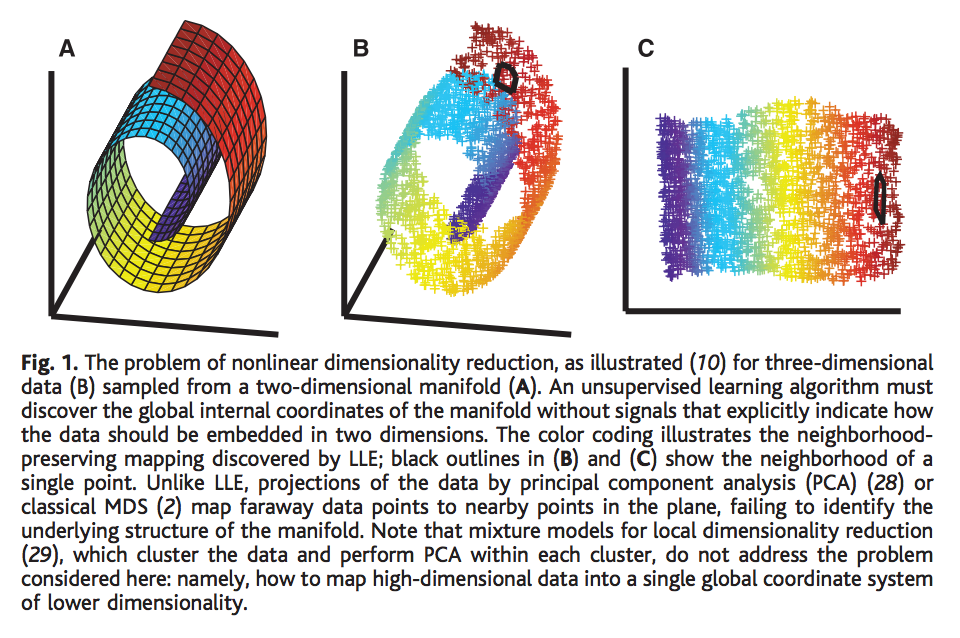 A
B
C
Fig. 1. The problem of nonlinear dimensionality reduction, as illustrated (10) for three-dimensional
data (B) sampled from a two-dimensional manifold (A). An unsupervised learning algorithm must
discover the global internal coordinates of the manifold without signals that explicitly indicate how
the data should be embedded in two dimensions. The color coding illustrates the neighborhood-
preserving mapping discovered by LLE; black outlines in (B) and (C) show the neighborhood of a
single point. Unlike LLE, projections of the data by principal component analysis (PCA) (28) or
classical MDS (2) map faraway data points to nearby points in the plane, failing to identify the
underlying structure of the manifold. Note that mixture models for local dimensionality reduction
(29), which cluster the data and perform PCA within each cluster, do not address the problem
considered here: namely, how to map high-dimensional data into a single global coordinate system
of lower dimensionality.